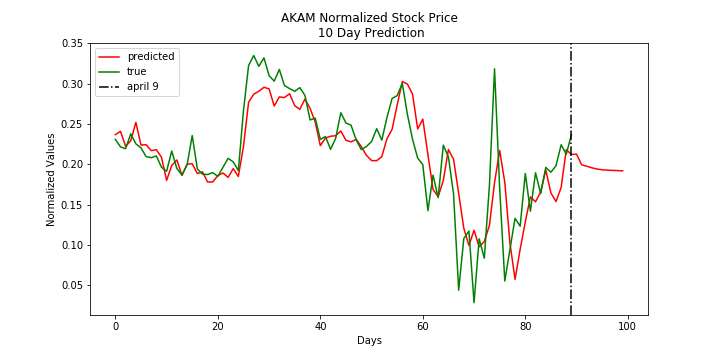 AKAM Normalized Stock Price
10 Day Prediction
predicted
true
april 9
Normalized Values
0.35
0.30
0.25
0.20
0.15
0.10
0.05
0
20
40
60
80
100
Days